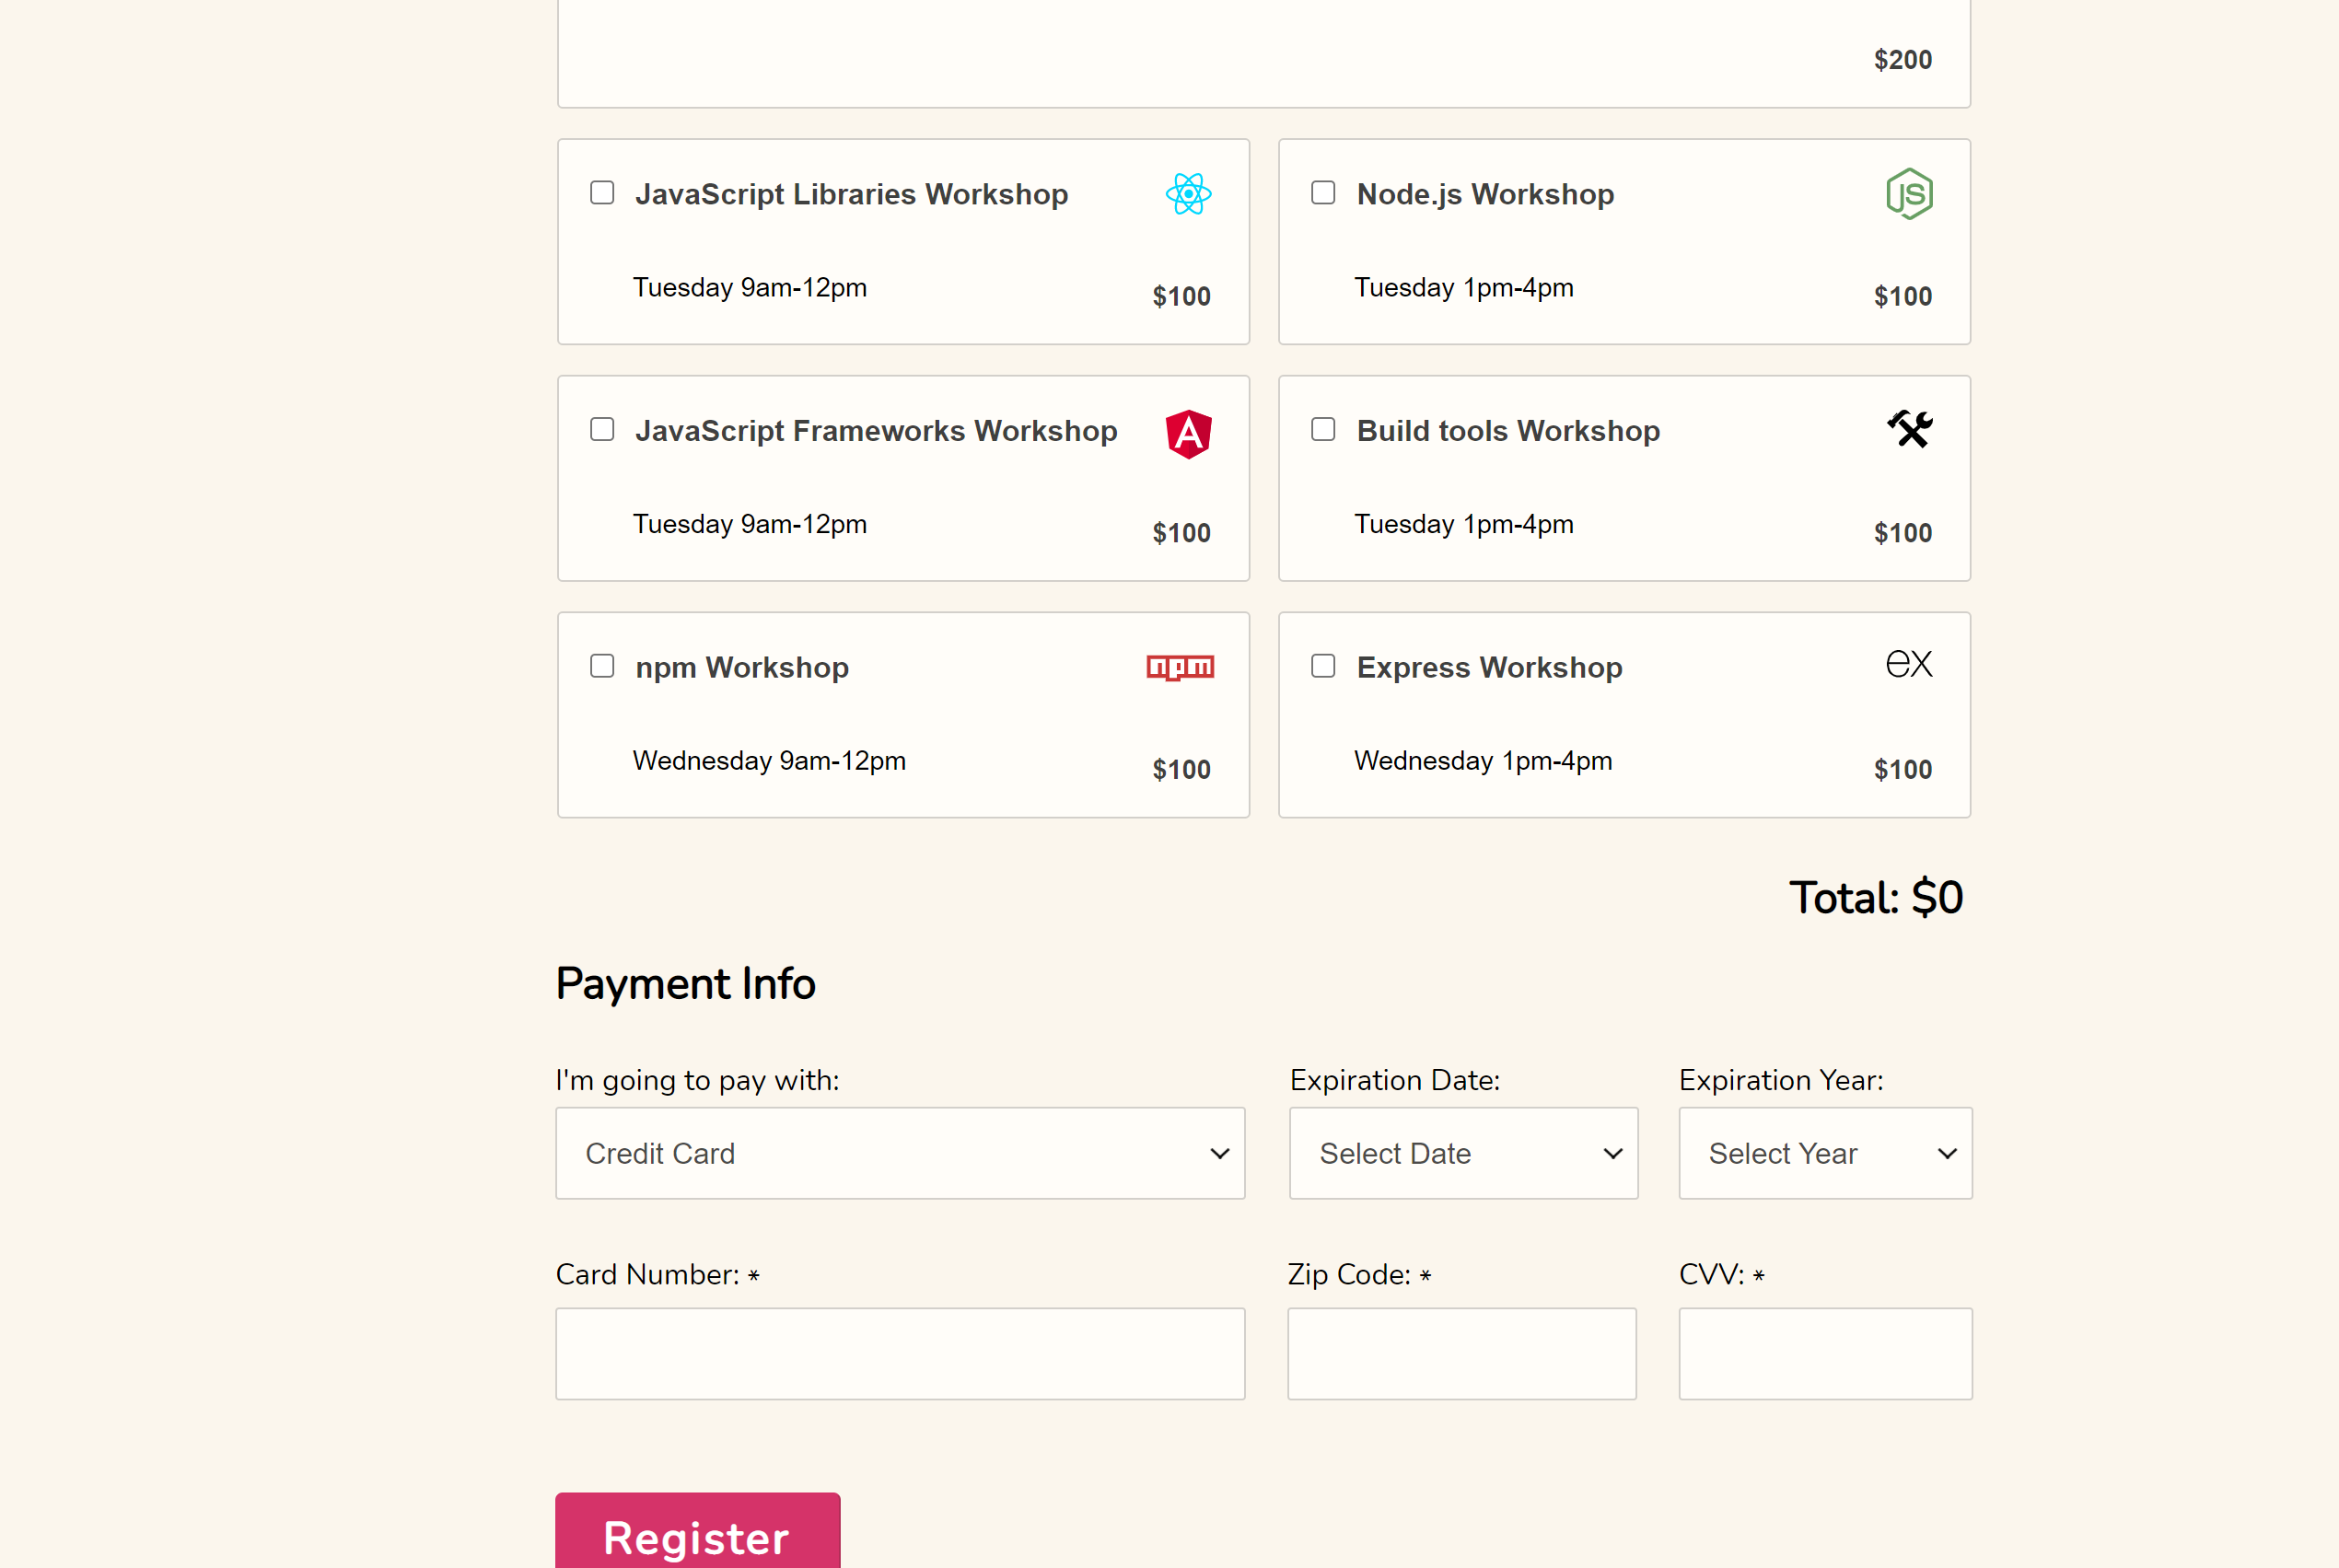 $200
JavaScript Libraries Workshop
Tuesday 9am-12pm
$100
Node.js Workshop
JS
Tuesday 1pm-4pm
$100
JavaScript Frameworks Workshop
A
Tuesday 9am-12pm
$100
Build tools Workshop
Tuesday 1pm-4pm
$100
npm Workshop
npm
Wednesday 9am-12pm
$100
Express Workshop
ex
Wednesday 1pm-4pm
$100
Total: $0
Payment Info
I'm going to pay with:
Credit Card
Expiration Date:
Select Date
Expiration Year:
Select Year
Card Number: *
Zip Code: *
CVV: *
Register